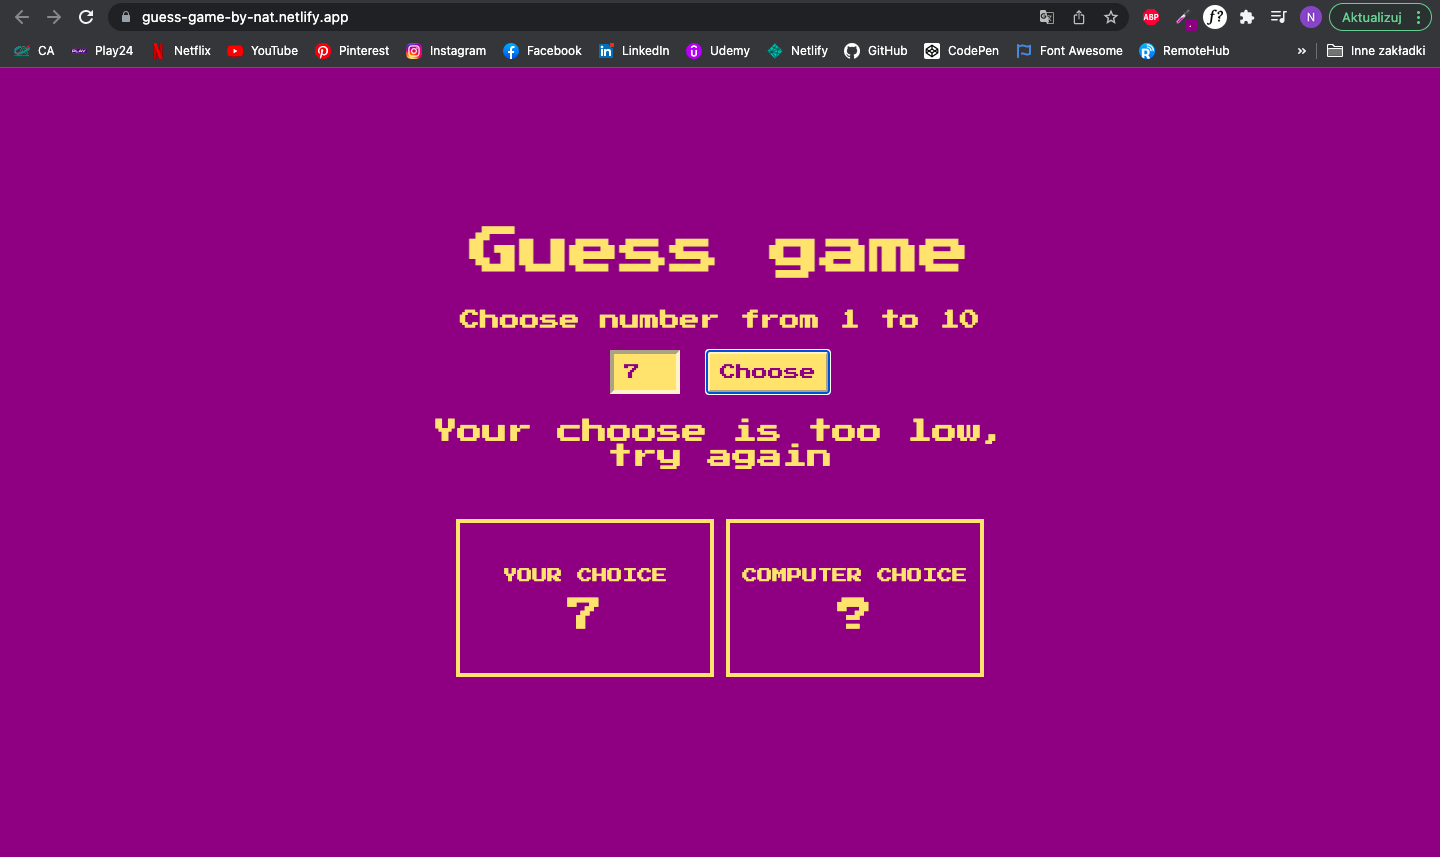 guess-game-by-nat.netlify.app
ABP
f?
N
Aktualizuj
CA
PLAY Play24
Netflix
YouTube
Pinterest
Instagram
Facebook
LinkedIn
Udemy
Netlify
GitHub
CodePen
Font Awesome
RemoteHub
»
Inne zakładki
Guess game
Choose number from 1 to 10
7 Choose
Your choose is too low,
try again
YOUR CHOICE
7
COMPUTER CHOICE
?